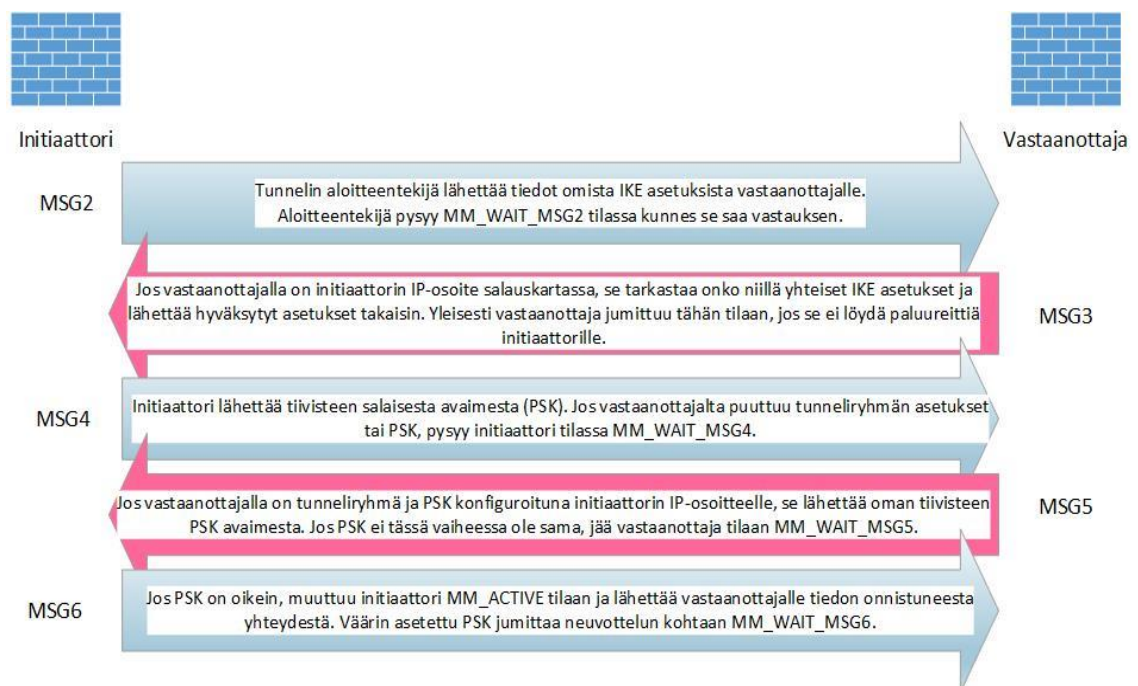 Initiaattori
Vastaanottaja
MSG2
Tunnelin aloitteentekijä lähettää tiedot omista IKE asetuksista vastaanottajalle.
Aloitteentekijä pysyy MM_WAIT_MSG2 tilassa kunnes se saa vastauksen.
Jos vastaanottajalla on initiaattorin IP-osoite salauskartassa, se tarkastaa onko niillä yhteiset IKE asetukset ja
lähettää hyväksytyt asetukset takaisin. Yleisesti vastaanottaja jumittuu tähän tilaan, jos se ei löydä paluureittiä
initiaattorille.
MSG3
MSG4
Initiaattori lähettää tiivisteen salaisesta avaimesta (PSK). Jos vastaanottajalta puuttuu tunneliryhmän asetukset
tai PSK, pysyy initiaattori tilassa MM_WAIT_MSG4.
Jos vastaanottajalla on tunneliryhmä ja PSK konfiguroituna initiaattorin IP-osoitteelle, se lähettää oman tiivisteen
PSK avaimesta. Jos PSK ei tässä vaiheessa ole sama, jää vastaanottaja tilaan MM_WAIT_MSG5.
MSG5
MSG6
Jos PSK on oikein, muuttuu initiaattori MM_ACTIVE tilaan ja lähettää vastaanottajalle tiedon onnistuneesta
yhteydestä. Väärin asetettu PSK jumittaa neuvottelun kohtaan MM_WAIT_MSG6.